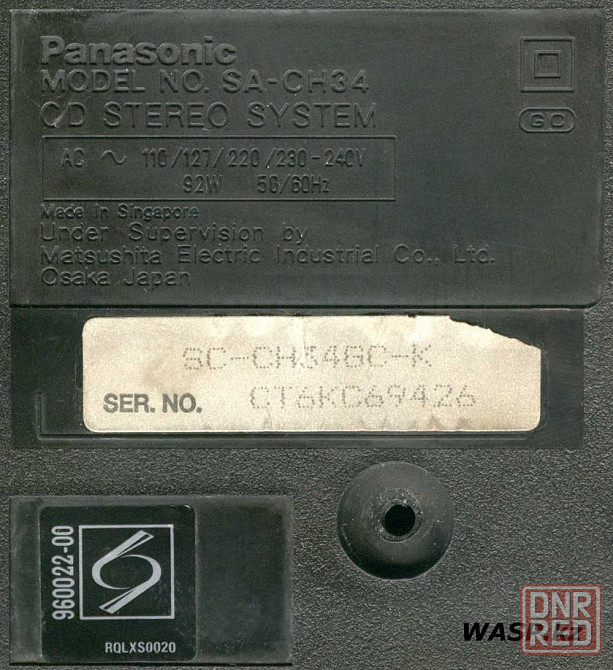 Panasonic
MODEL NO. SA-CH34
CD STEREO SYSTEM
GC
AC ~ 110/127/220/230-240V
92W 50/60Hz
Made in Singapore
Under Supervision by
Matsushita Electric Industrial Co., Ltd.
Osaka Japan
SC-CH34GC-K
SER. NO. CT6KC69426
960022-00
RQLXS0020
WASP.kz
DNR
RED